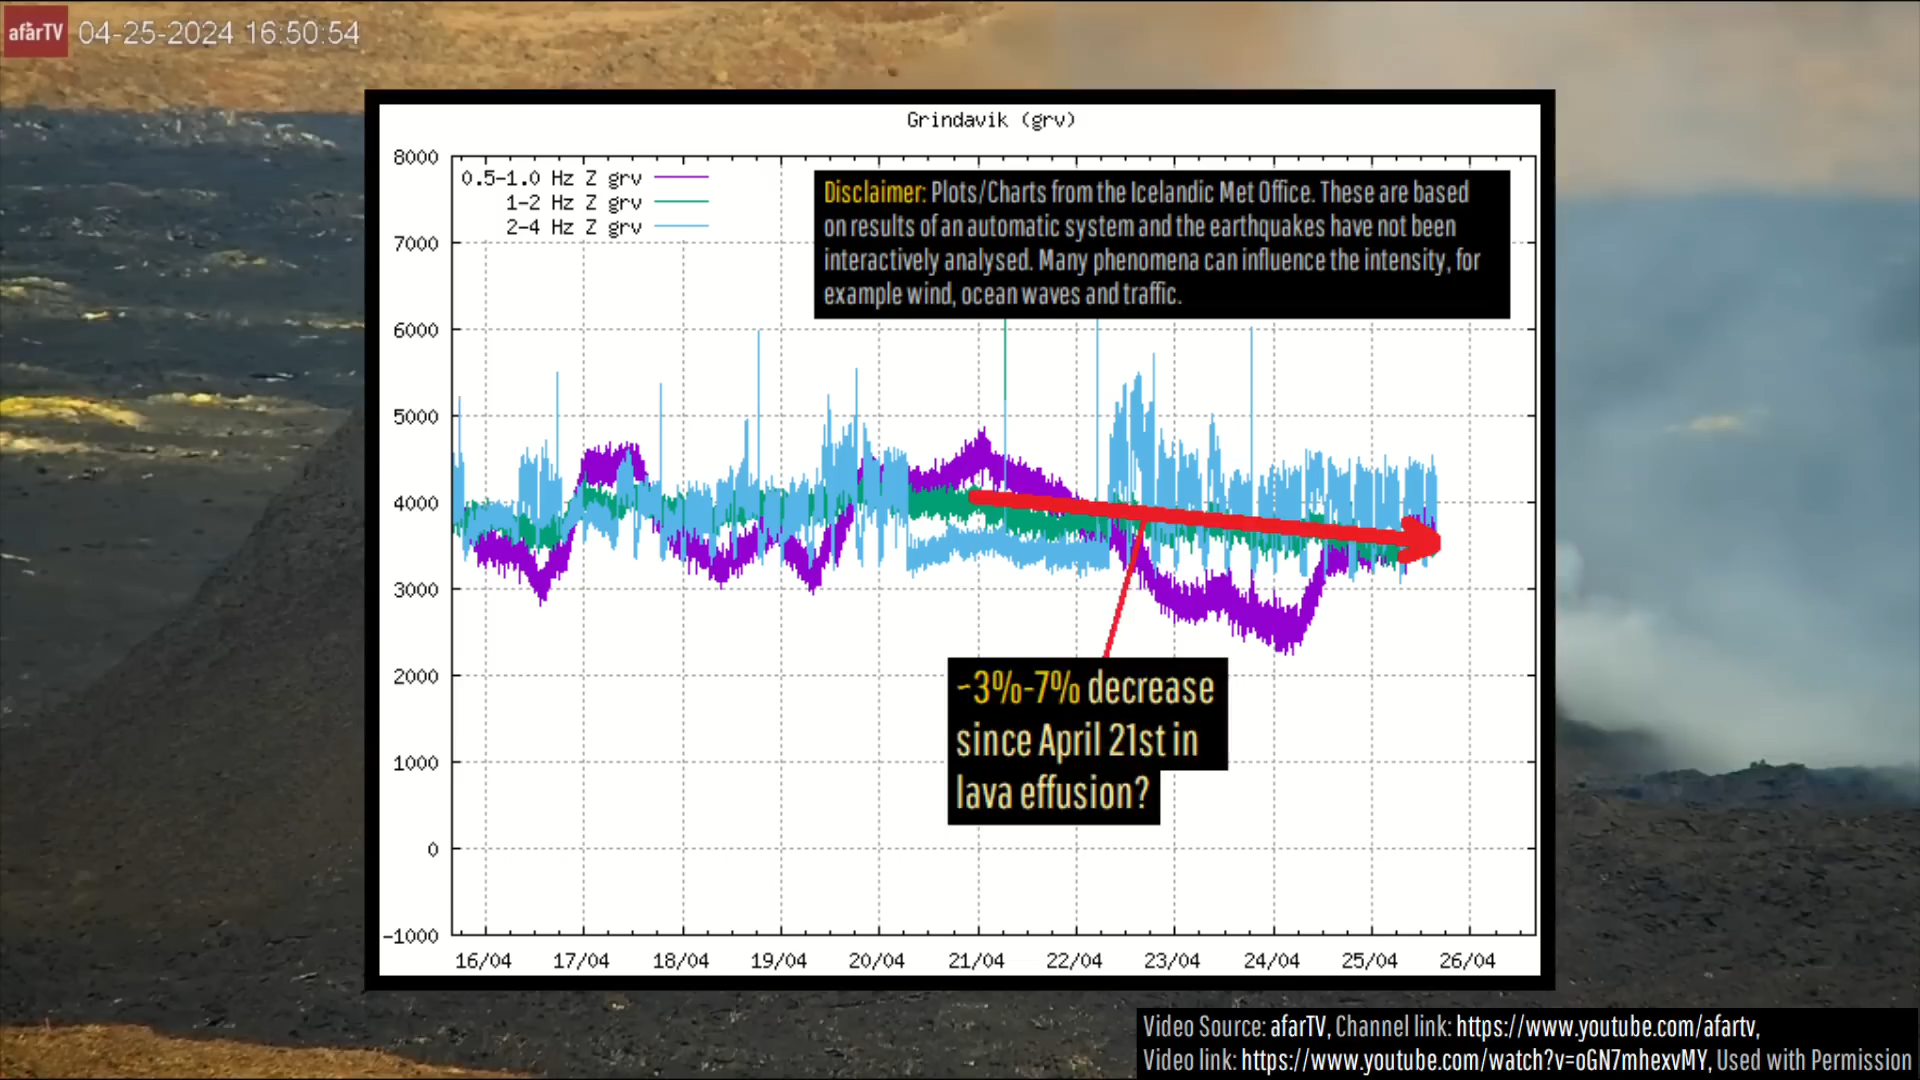 afarTV 04-25-2024 16:50:54
Grindavik (grv)
8000
7000
6000
5000
4000
3000
2000
1000
0
-1000
0.5-1.0 Hz Z grv
1-2 Hz Z grv
2-4 Hz Z grv
Disclaimer: Plots/Charts from the Icelandic Met Office. These are based
on results of an automatic system and the earthquakes have not been
interactively analysed. Many phenomena can influence the intensity, for
example wind, ocean waves and traffic.
~3%-7% decrease
since April 21st in
lava effusion?
16/04 17/04 18/04 19/04 20/04 21/04 22/04 23/04 24/04 25/04 26/04
Video Source: afarTV, Channel link: https://www.youtube.com/afartv,
Video link: https://www.youtube.com/watch?v=oGN7mhexvMY, Used with Permission